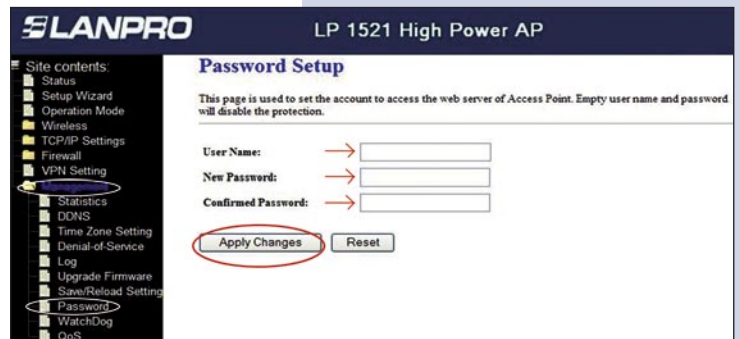 LANPRO
LP 1521 High Power AP
Site contents:
Status
Setup Wizard
Operation Mode
Wireless
TCP/IP Settings
Firewall
VPN Setting
Management
Statistics
DDNS
Time Zone Setting
Denial-of-Service
Log
Upgrade Firmware
Save/Reload Setting
Password
WatchDog
QoS
Password Setup
This page is used to set the account to access the web server of Access Point. Empty user name and password
will disable the protection.
User Name:
New Password:
Confirmed Password:
Apply Changes
Reset